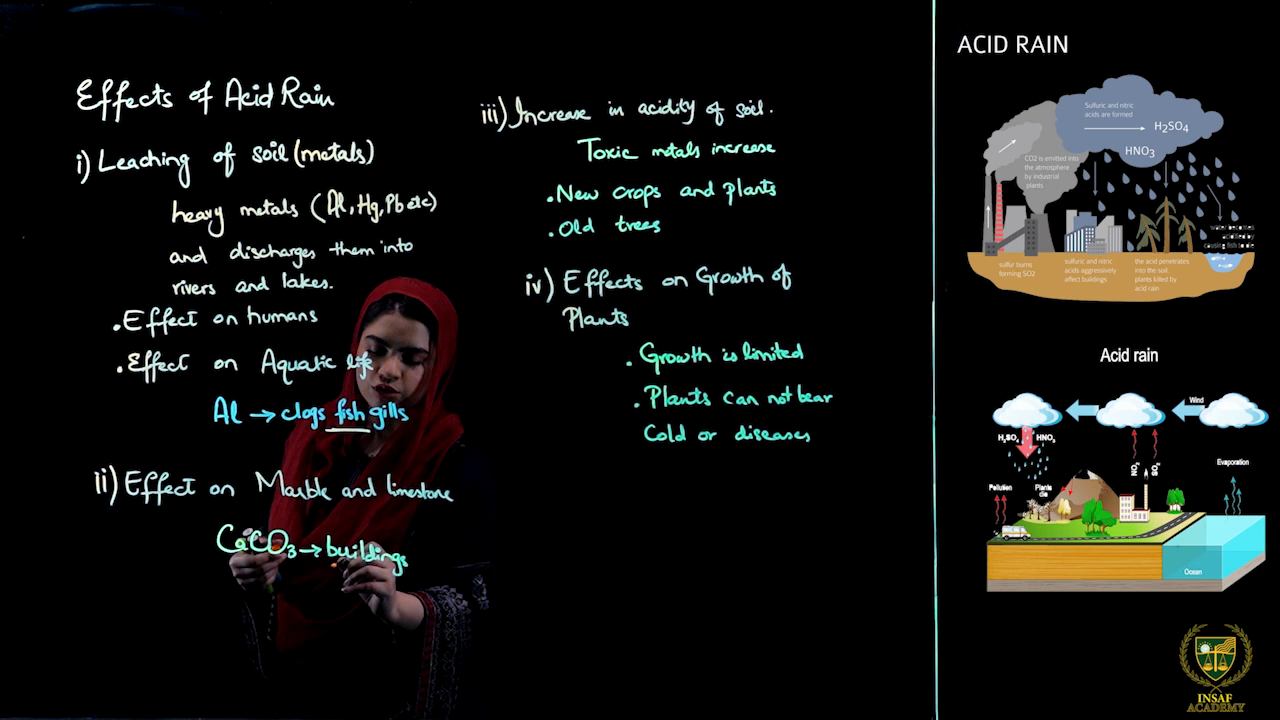 Effects of Acid Rain
i) Leaching of soil (metals)
heavy metals (Al, Hg, Pb etc)
and discharges them into
rivers and lakes.
. Effect on humans
. Effect on Aquatic life
Al → clogs fish gills
ii) Effect on Marble and limestone
CaCO3 → buildings
iii) Increase in acidity of soil.
Toxic metals increase
. New crops and plants
. Old trees
iv) Effects on Growth of
Plants
. Growth is limited
. Plants can not bear
Cold or diseases
ACID RAIN
Sulfuric and nitric
acids are formed
H2SO4
HNO3
CO2 is emitted into
the atmosphere
by industrial
plants
sulfur burns
forming SO2
sulfuric and nitric
acids aggressively
affect buildings
the acid penetrates
into the soil
plants killed by
acid rain
Acid rain
Wind
H2SO4
HNO3
NO
SO2
Evaporation
Pollution
Plants
die
Ocean
INSAF
ACADEMY